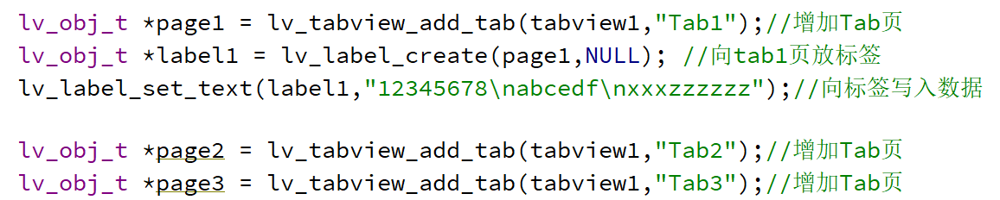 lv_obj_t *page1 = lv_tabview_add_tab(tabview1,"Tab1");//增加Tab页
lv_obj_t *label1 = lv_label_create(page1,NULL); //向tab1页放标签
lv_label_set_text(label1,"12345678\nabcedf\nxxxzzzzzz");//向标签写入数据
lv_obj_t *page2 = lv_tabview_add_tab(tabview1,"Tab2");//增加Tab页
lv_obj_t *page3 = lv_tabview_add_tab(tabview1,"Tab3");//增加Tab页